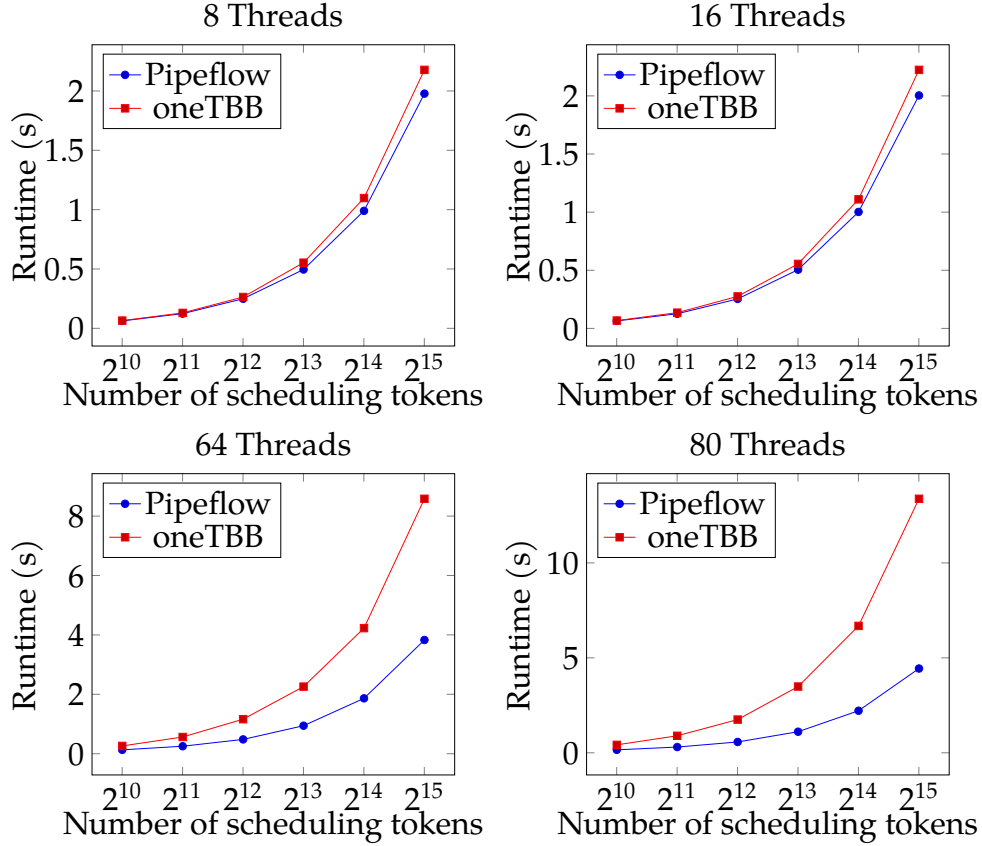 8 Threads
Pipeflow
oneTBB
Runtime (s)
2
1.5
1
0.5
0
2^10 2^11 2^12 2^13 2^14 2^15
Number of scheduling tokens
16 Threads
Pipeflow
oneTBB
Runtime (s)
2
1.5
1
0.5
0
2^10 2^11 2^12 2^13 2^14 2^15
Number of scheduling tokens
64 Threads
Pipeflow
oneTBB
Runtime (s)
8
6
4
2
0
2^10 2^11 2^12 2^13 2^14 2^15
Number of scheduling tokens
80 Threads
Pipeflow
oneTBB
Runtime (s)
10
5
0
2^10 2^11 2^12 2^13 2^14 2^15
Number of scheduling tokens